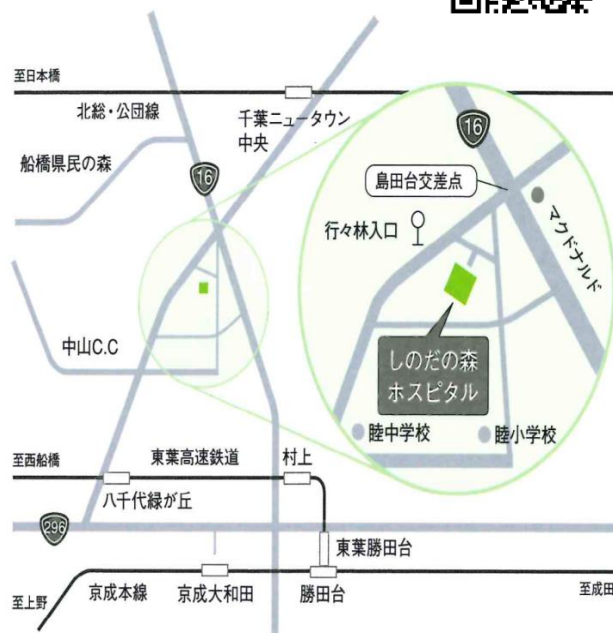 至日本橋
北総・公団線
千葉ニュータウン
中央
船橋県民の森
16
16
島田台交差点
マクドナルド
行々林入口
しのだの森
ホスピタル
中山C.C
睦中学校
睦小学校
至西船橋
東葉高速鉄道
村上
八千代緑が丘
296
東葉勝田台
至上野
京成本線
京成大和田
勝田台
至成田